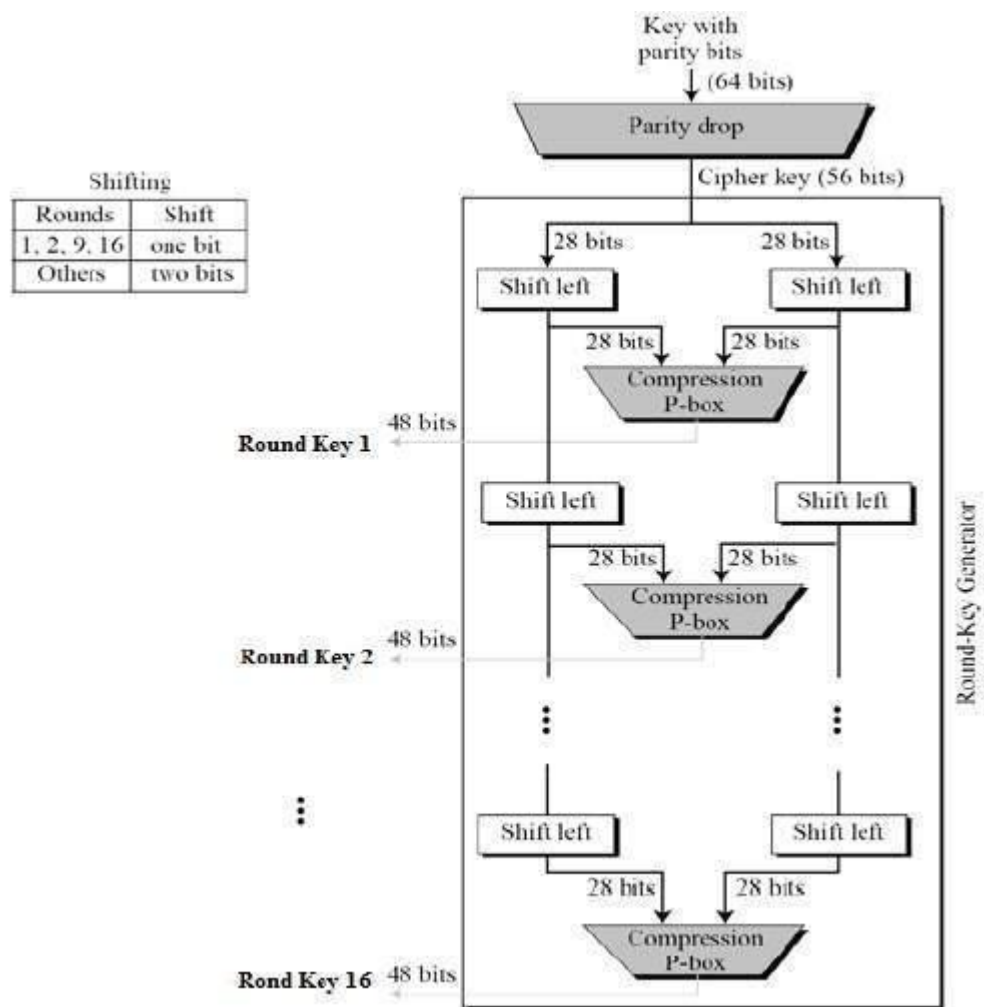 Key with
parity bits
(64 bits)
Parity drop
Cipher key (56 bits)
Shifting
Rounds Shift
1, 2, 9, 16 one bit
Others two bits
28 bits 28 bits
Shift left Shift left
28 bits 28 bits
Compression
P-box
48 bits
Round Key 1
Shift left Shift left
28 bits 28 bits
Compression
P-box
48 bits
Round Key 2
Round-Key Generator
Shift left Shift left
28 bits 28 bits
Compression
P-box
48 bits
Rond Key 16